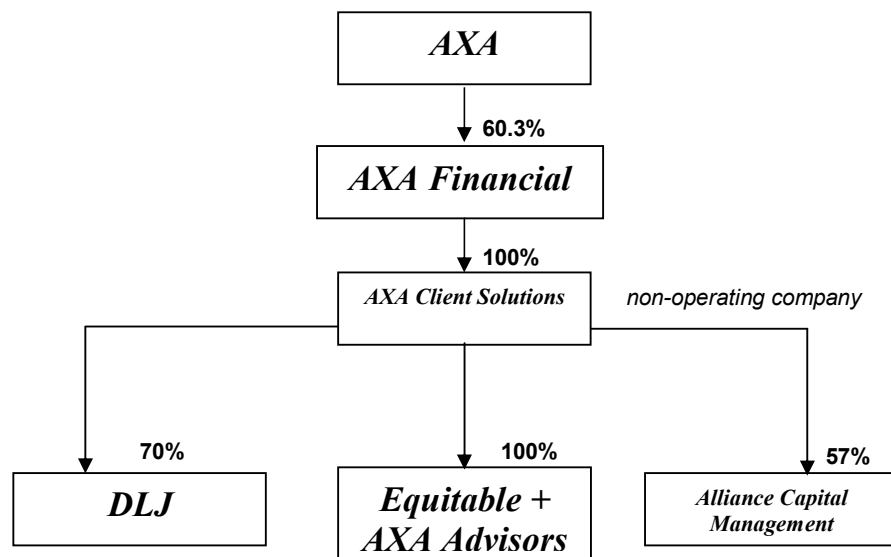 AXA
60.3%
AXA Financial
100%
AXA Client Solutions
non-operating company
70%
100%
57%
DLJ
Equitable +
AXA Advisors
Alliance Capital
Management